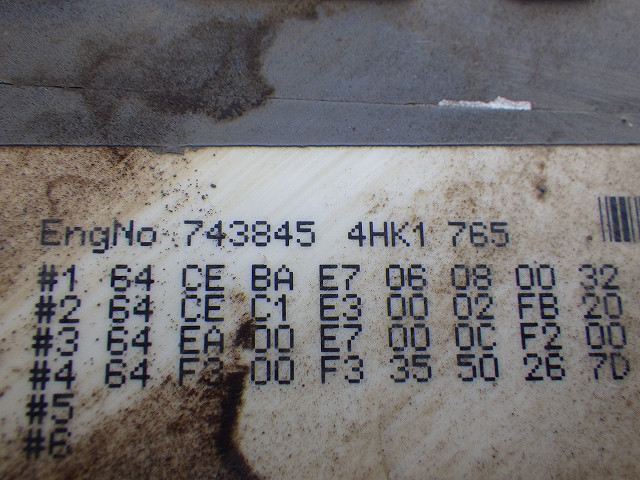 EngNo 743845 4HK1 765
#1 64 CE BA E7 06 08 00 32
#2 64 CE C1 E3 00 02 FB 20
#3 64 EA 00 E7 00 0C F2 00
#4 64 F3 00 F3 35 50 26 7D
#5
#6